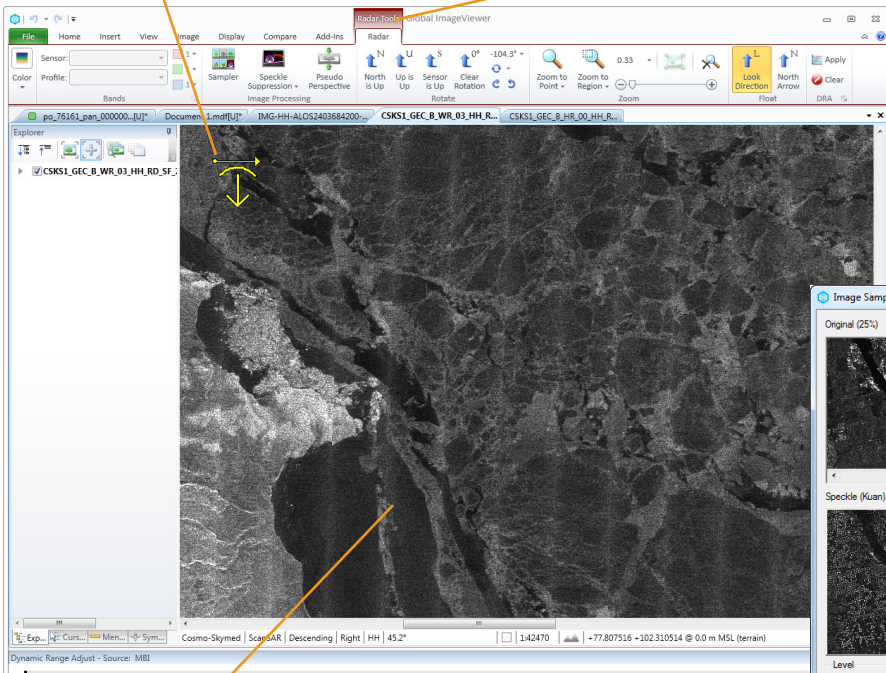 Radar Tools Global ImageViewer
File Home Insert View Image Display Compare Add-Ins Radar
Color
Sensor:
Profile:
Bands
1
1
Sampler
Speckle
Suppression
Pseudo
Perspective
Image Processing
N
North
is Up
U
Up is
Up
S
Sensor
is Up
0°
Clear
Rotation
-104.3°
Rotate
Zoom to
Point
Zoom to
Region
0.33
Zoom
L
Look
Direction
N
North
Arrow
Float
Apply
Clear
DRA
po_76161_pan_000000...[U]* Document1.mdf[U]* IMG-HH-ALOS2403684200-... CSKS1_GEC_B_WR_03_HH_R... CSKS1_GEC_B_HR_00_HH_R...
Explorer
CSKS1_GEC_B_WR_03_HH_RD_SF_
Image Samp
Original (25%)
Speckle (Kuan)
Level
Exp... Curs... Men... Sym...
Cosmo-Skymed ScanSAR Descending Right HH 45.2° 1:42470 +77.807516 +102.310514 @ 0.0 m MSL (terrain)
Dynamic Range Adjust - Source: MBI